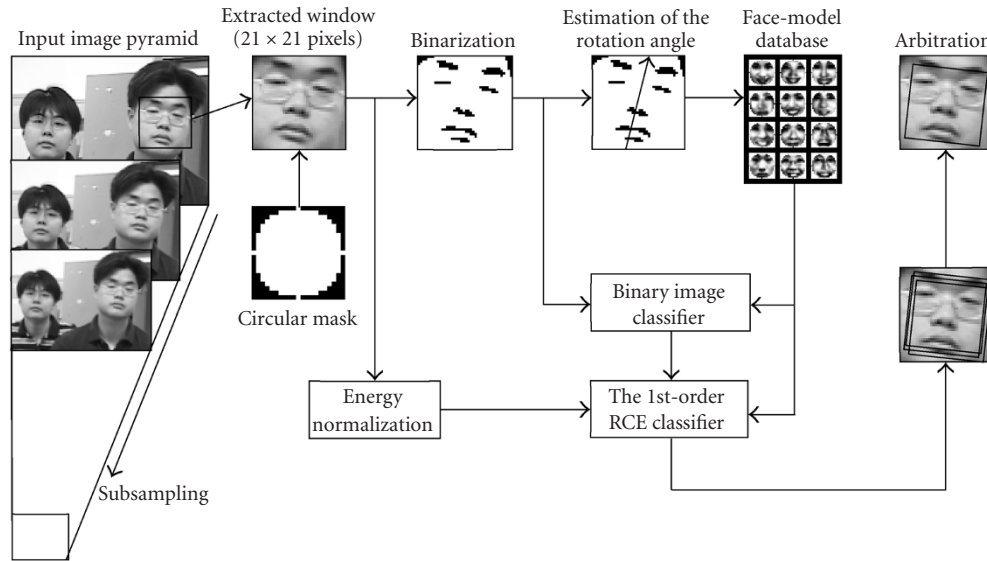 Input image pyramid
Extracted window
(21 × 21 pixels)
Binarization
Estimation of the
rotation angle
Face-model
database
Arbitration
Circular mask
Binary image
classifier
Energy
normalization
The 1st-order
RCE classifier
Subsampling